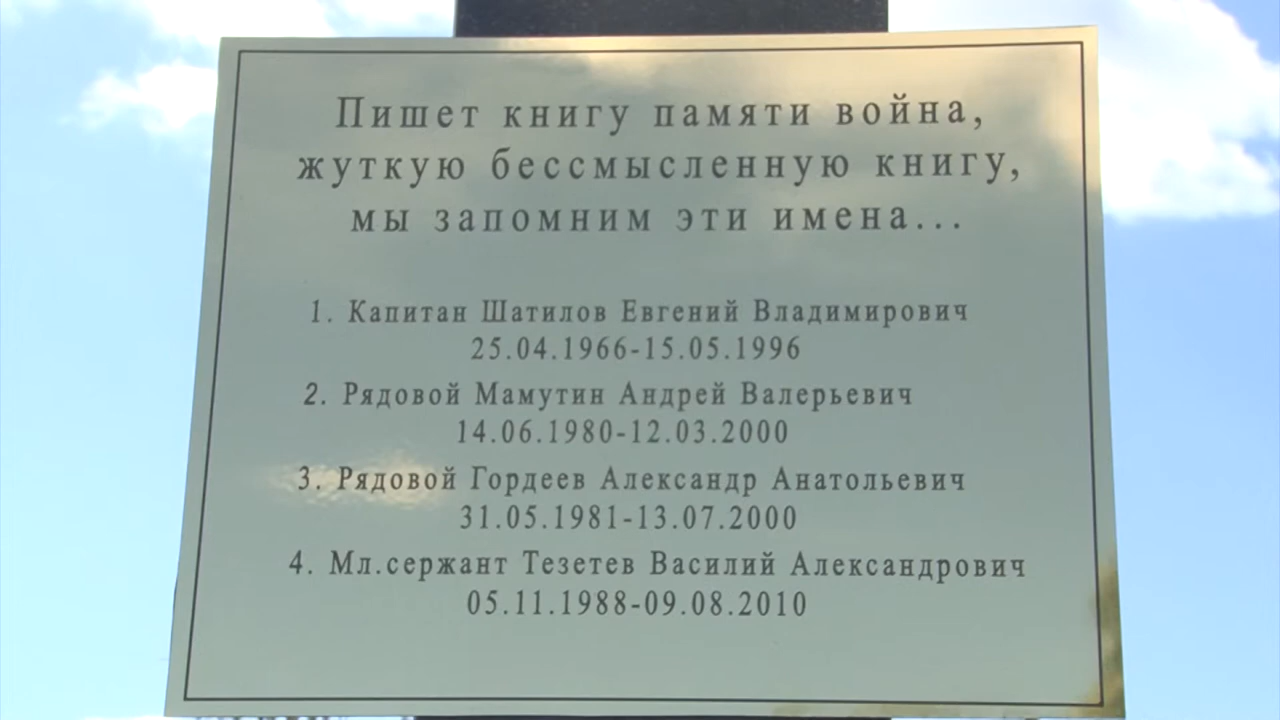 Пишет книгу памяти война,
жуткую бессмысленную книгу,
мы запомним эти имена...
1. Капитан Шатилов Евгений Владимирович
25.04.1966-15.05.1996
2. Рядовой Мамутин Андрей Валерьевич
14.06.1980-12.03.2000
3. Рядовой Гордеев Александр Анатольевич
31.05.1981-13.07.2000
4. Мл.сержант Тезетев Василий Александрович
05.11.1988-09.08.2010